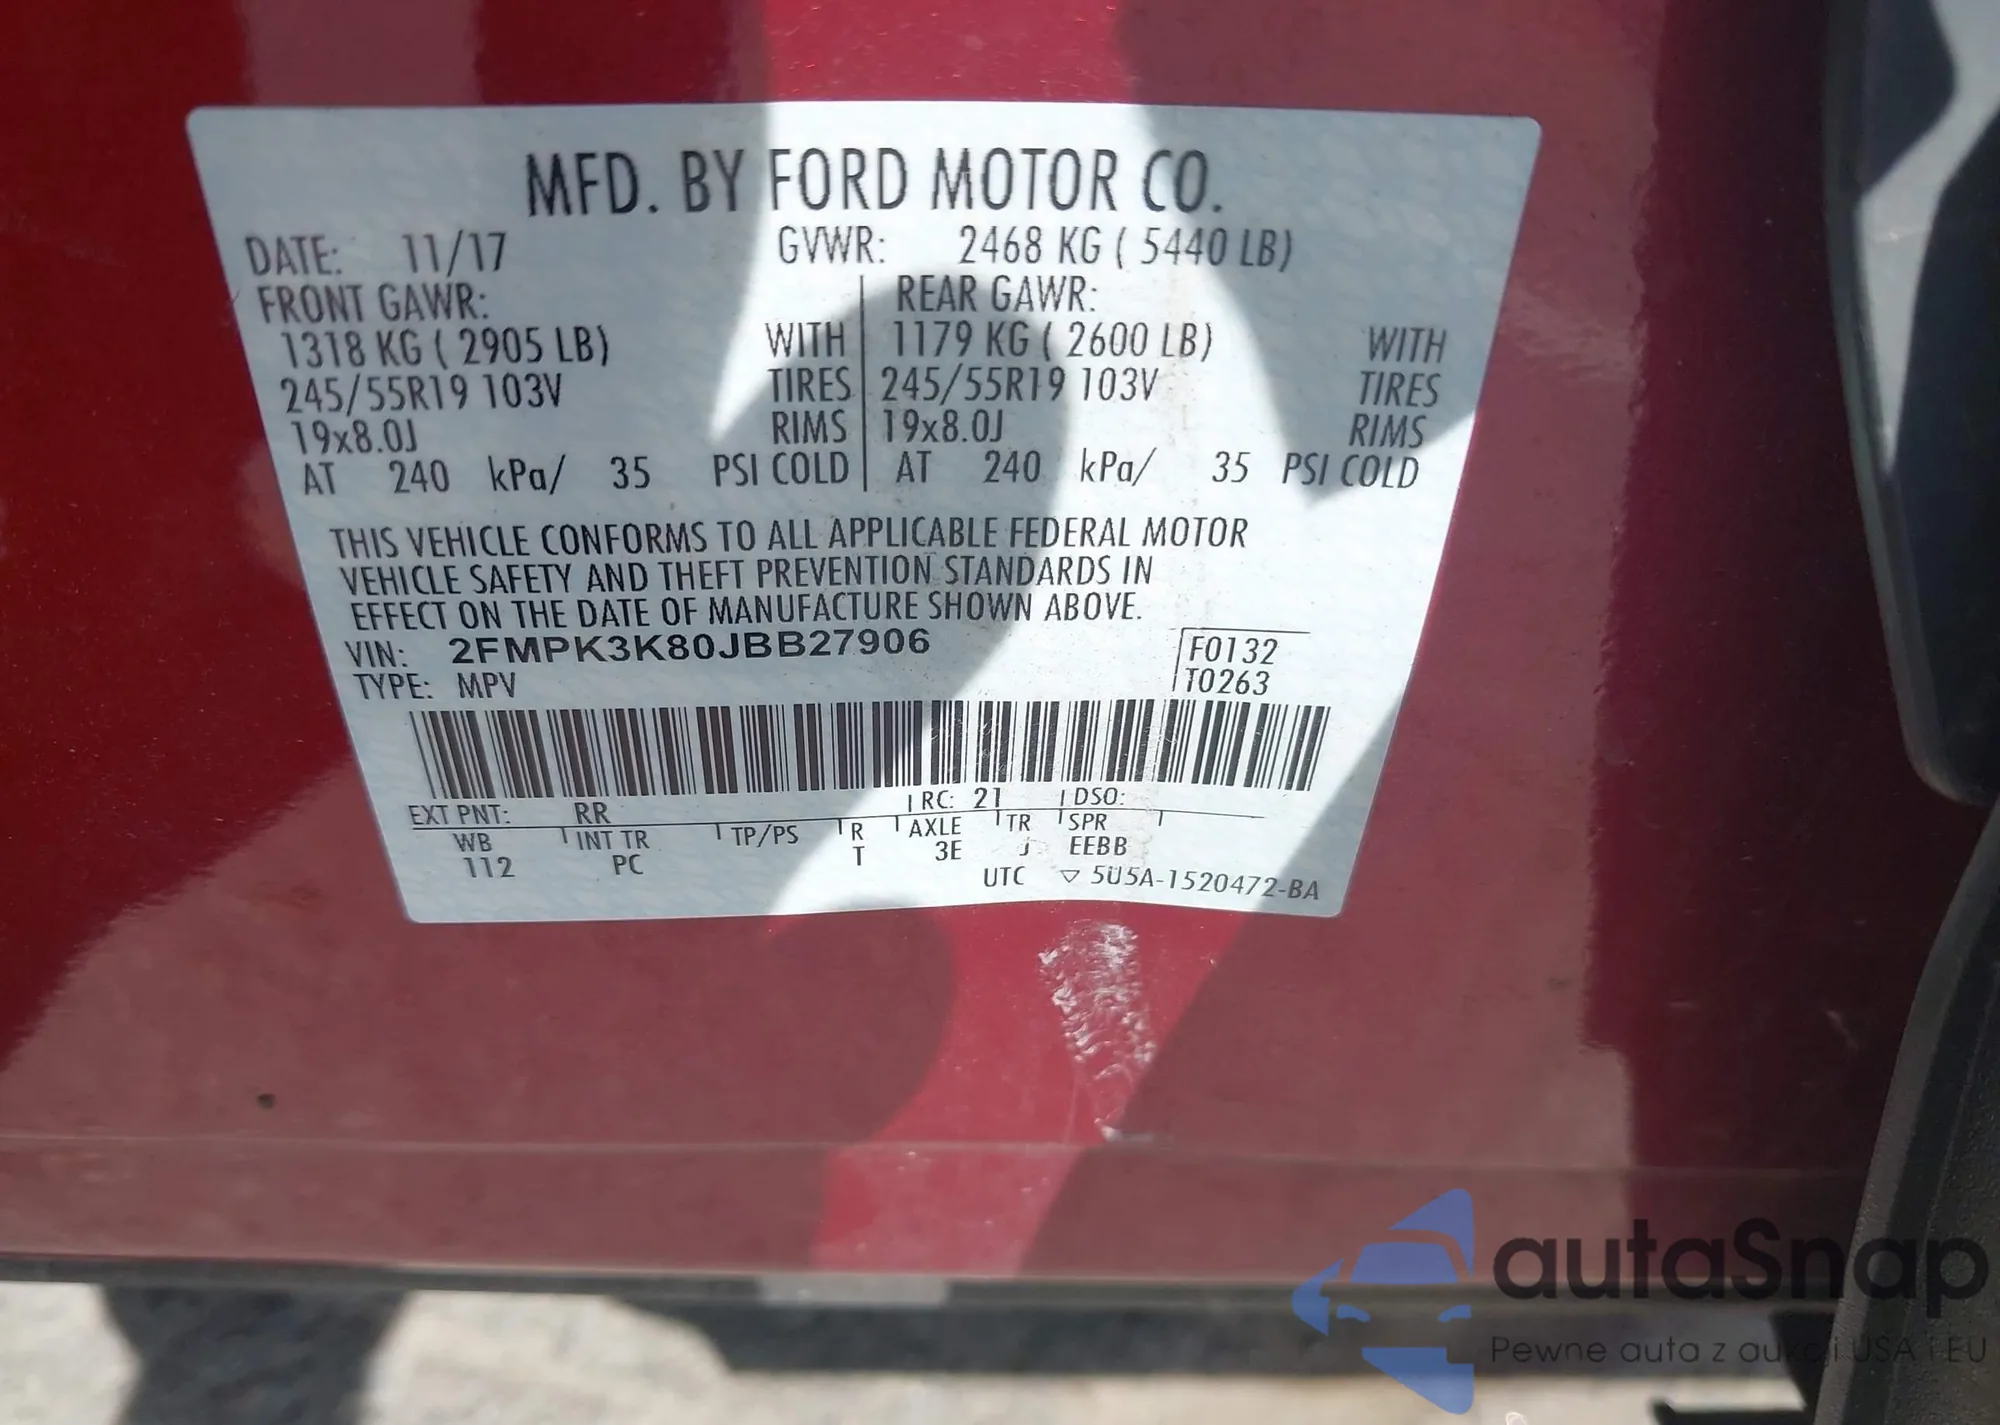 MFD. BY FORD MOTOR CO.
DATE: 11/17 GVWR: 2468 KG ( 5440 LB)
FRONT GAWR: REAR GAWR:
1318 KG ( 2905 LB) WITH 1179 KG ( 2600 LB) WITH
245/55R19 103V TIRES 245/55R19 103V TIRES
19x8.0J RIMS 19x8.0J RIMS
AT 240 kPa/ 35 PSI COLD AT 240 kPa/ 35 PSI COLD
THIS VEHICLE CONFORMS TO ALL APPLICABLE FEDERAL MOTOR
VEHICLE SAFETY AND THEFT PREVENTION STANDARDS IN
EFFECT ON THE DATE OF MANUFACTURE SHOWN ABOVE.
VIN: 2FMPK3K80JBB27906 F0132
TYPE: MPV T0263
EXT PNT: RR RC: 21 DSO:
WB INT TR TP/PS R AXLE TR SPR
112 PC T 3E J EEBB
UTC ▽ 5U5A-1520472-BA
autaSnap
Pewne auta z aukcji USA i EU